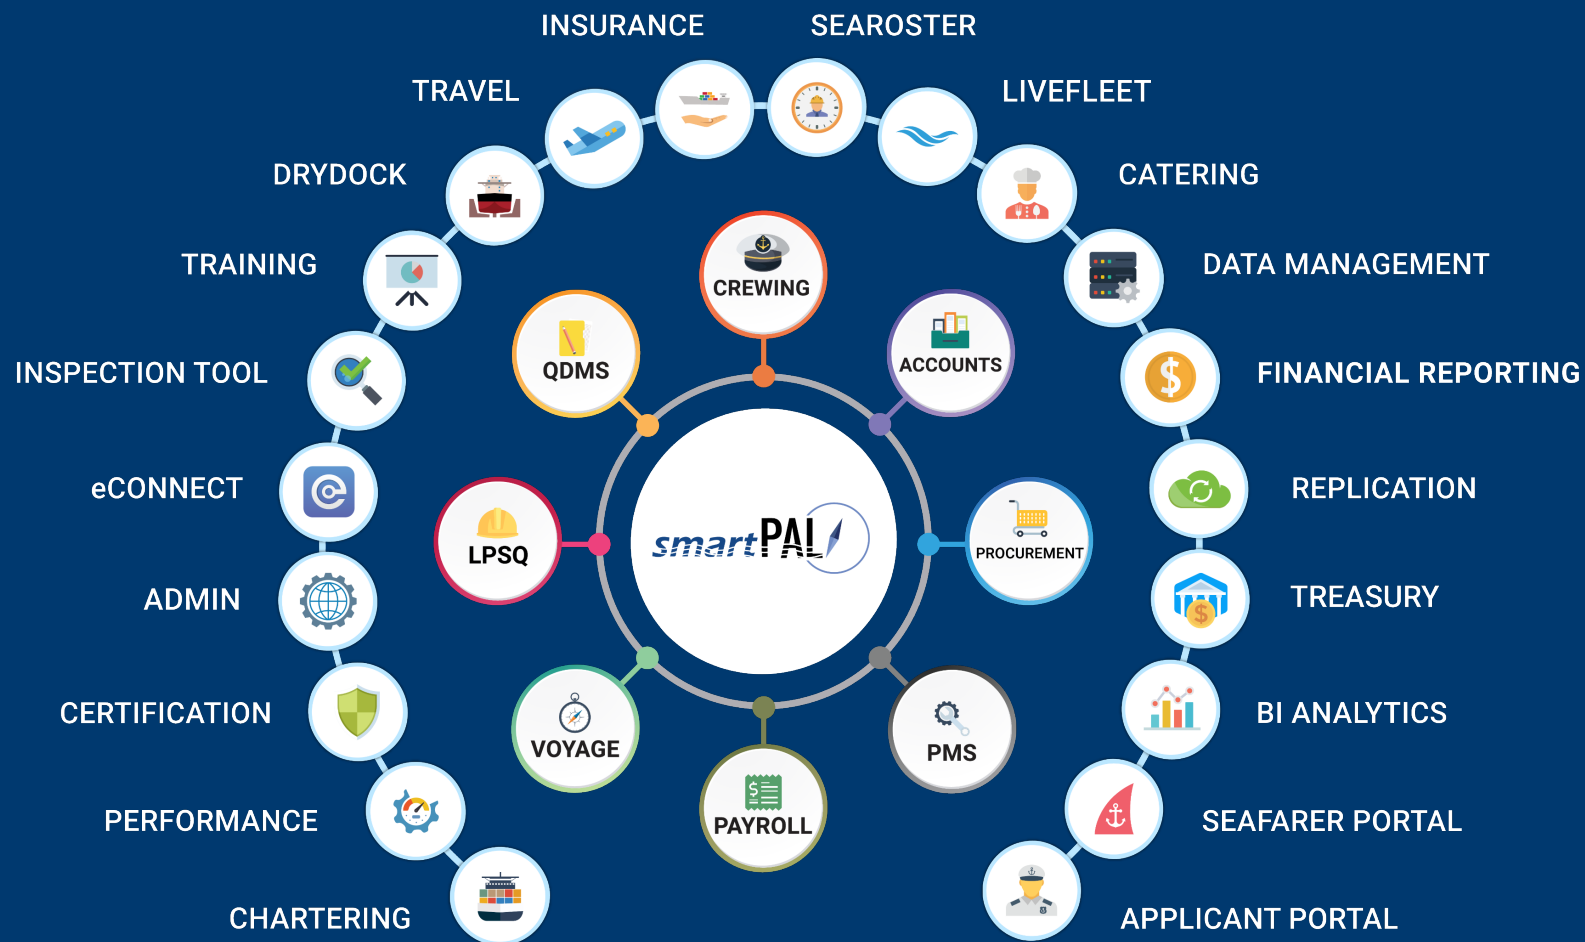 INSURANCE
SEAROSTER
TRAVEL
LIVEFLEET
DRYDOCK
CATERING
TRAINING
DATA MANAGEMENT
INSPECTION TOOL
FINANCIAL REPORTING
eCONNECT
REPLICATION
ADMIN
TREASURY
CERTIFICATION
BI ANALYTICS
PERFORMANCE
SEAFARER PORTAL
CHARTERING
APPLICANT PORTAL
CREWING
QDMS
ACCOUNTS
LPSQ
smartPAL
PROCUREMENT
VOYAGE
PMS
PAYROLL